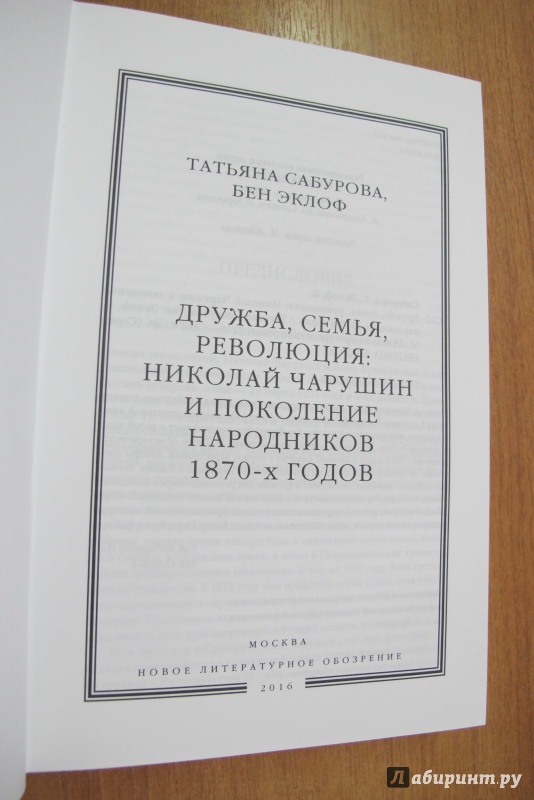 ТАТЬЯНА САБУРОВА,
БЕН ЭКЛОФ
ДРУЖБА, СЕМЬЯ,
РЕВОЛЮЦИЯ:
НИКОЛАЙ ЧАРУШИН
И ПОКОЛЕНИЕ
НАРОДНИКОВ
1870-х ГОДОВ
МОСКВА
НОВОЕ ЛИТЕРАТУРНОЕ ОБОЗРЕНИЕ
2016
Лабиринт.ру